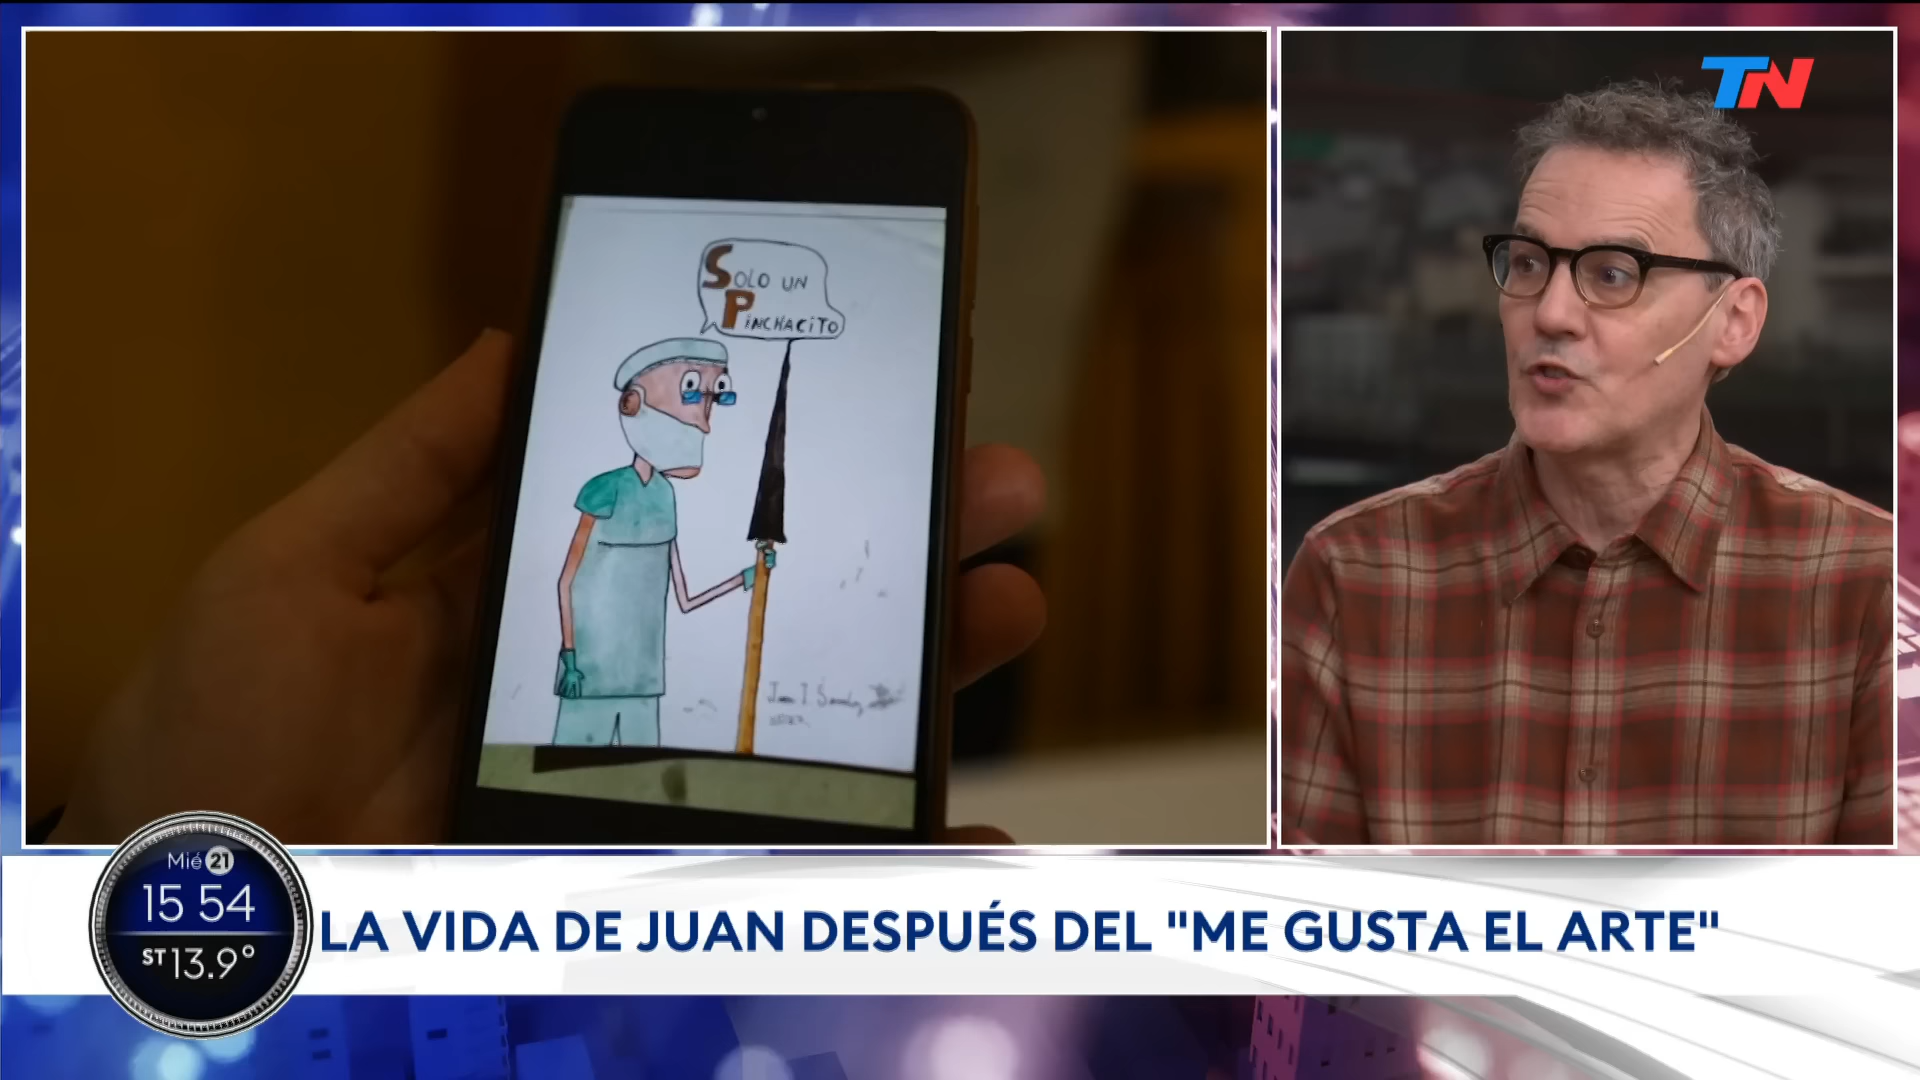 TN
SOLO UN
PINCHACITO
Mié 21
15 54
ST 13.9°
LA VIDA DE JUAN DESPUÉS DEL "ME GUSTA EL ARTE"